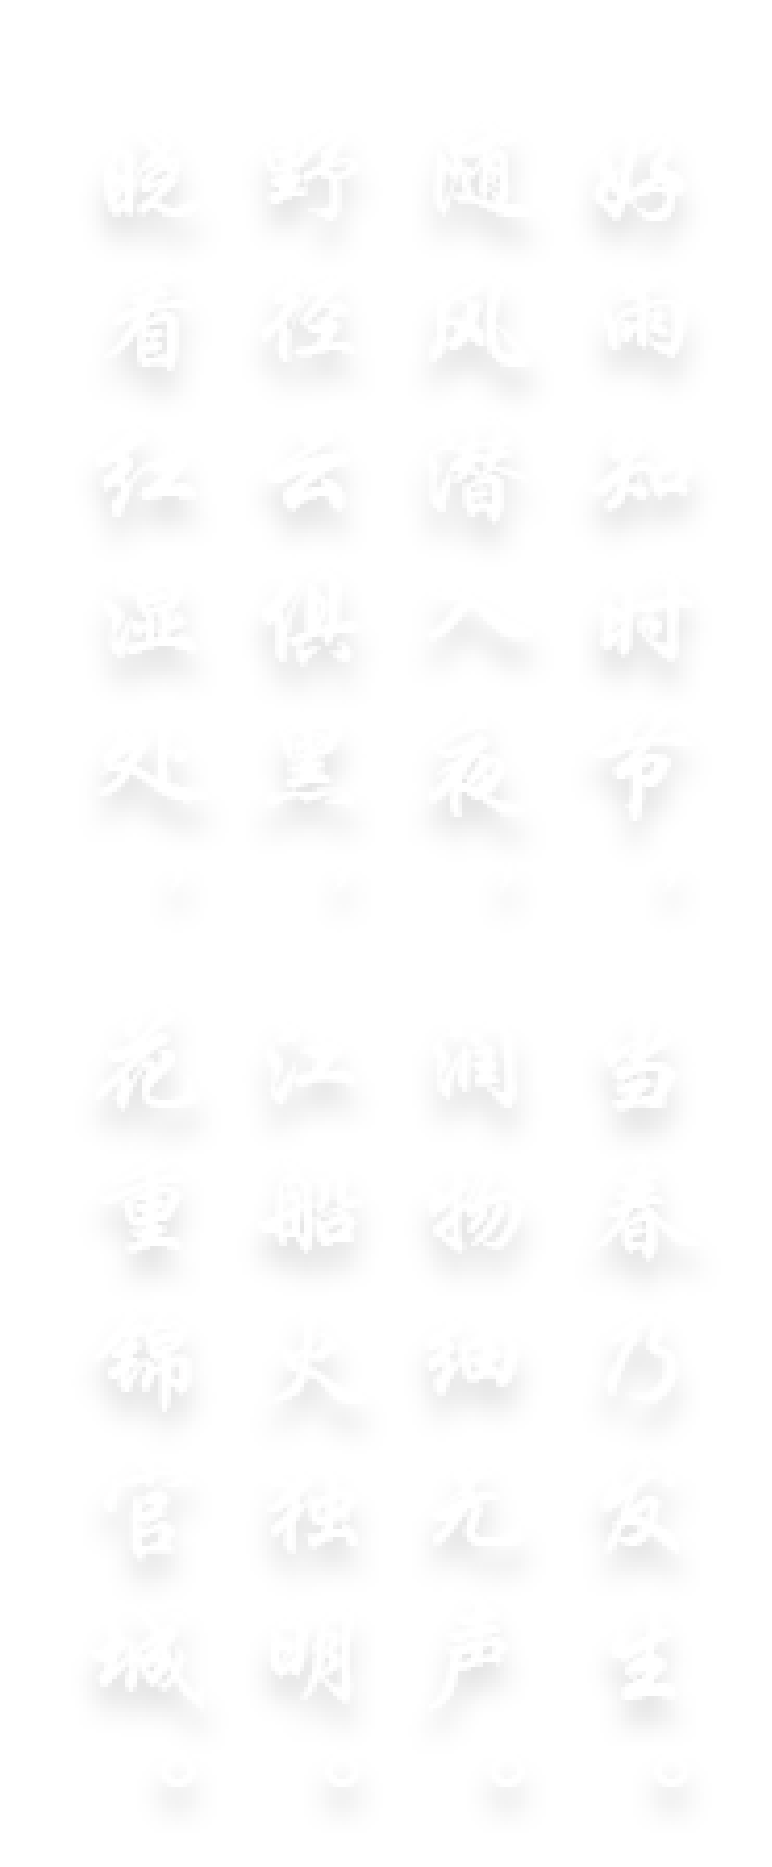 好雨知时节，当春乃发生。
随风潜入夜，润物细无声。
野径云俱黑，江船火独明。
晓看红湿处，花重锦官城。